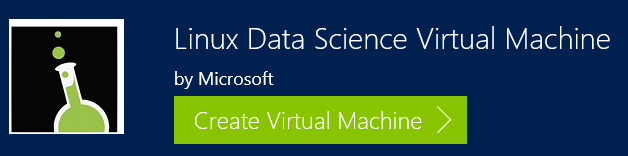 Linux Data Science Virtual Machine
by Microsoft
Create Virtual Machine